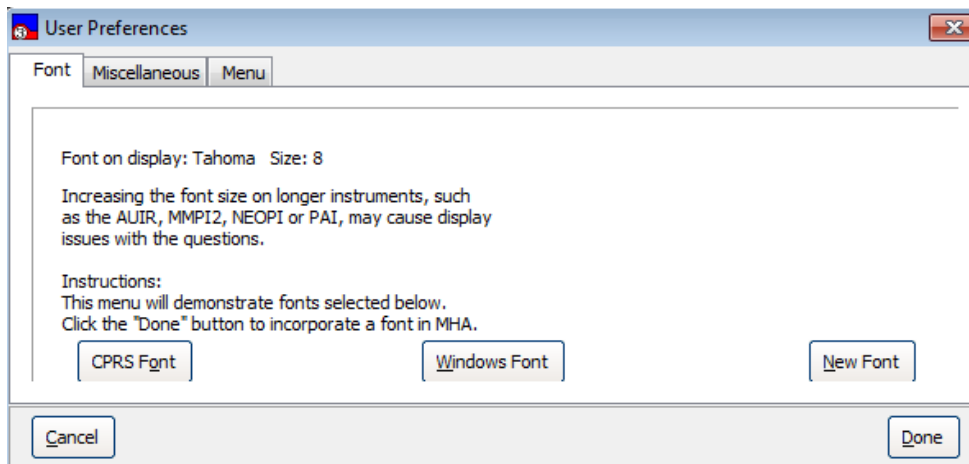 User Preferences
Font Miscellaneous Menu
Font on display: Tahoma Size: 8
Increasing the font size on longer instruments, such
as the AUIR, MMPI2, NEOPI or PAI, may cause display
issues with the questions.
Instructions:
This menu will demonstrate fonts selected below.
Click the "Done" button to incorporate a font in MHA.
CPRS Font Windows Font New Font
Cancel Done